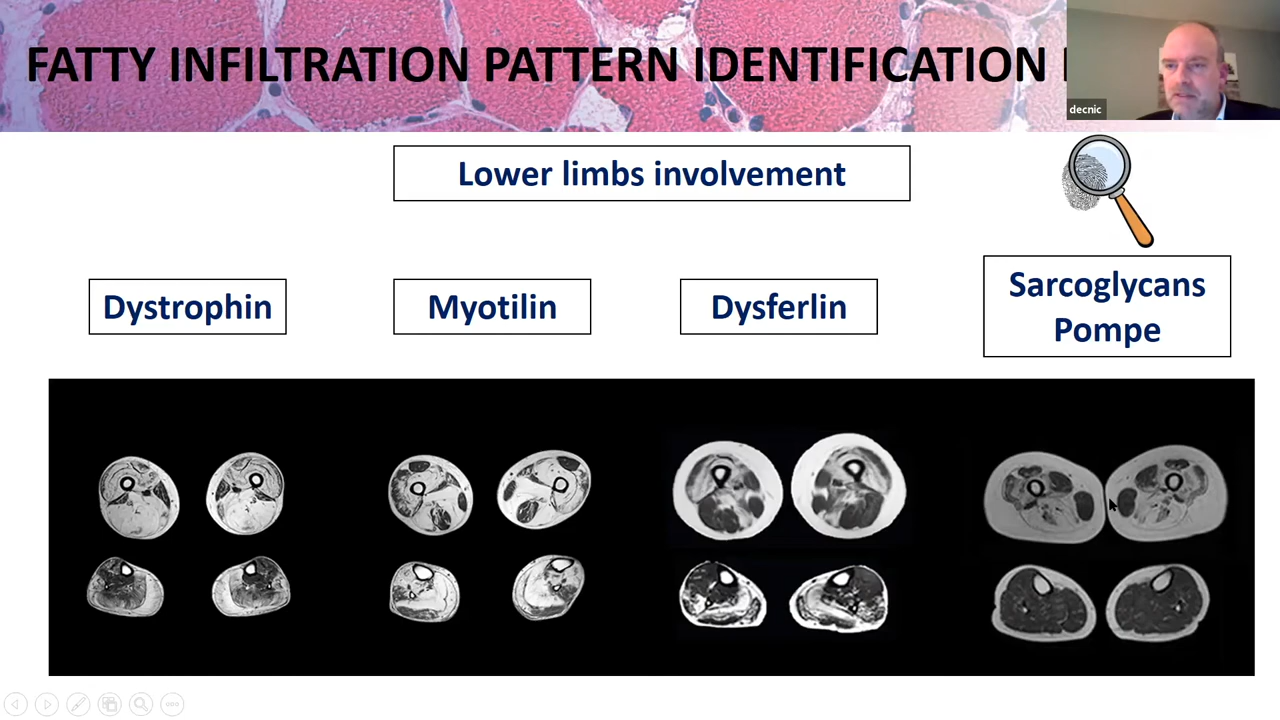 FATTY INFILTRATION PATTERN IDENTIFICATION
decnic
Lower limbs involvement
Dystrophin
Myotilin
Dysferlin
Sarcoglycans
Pompe